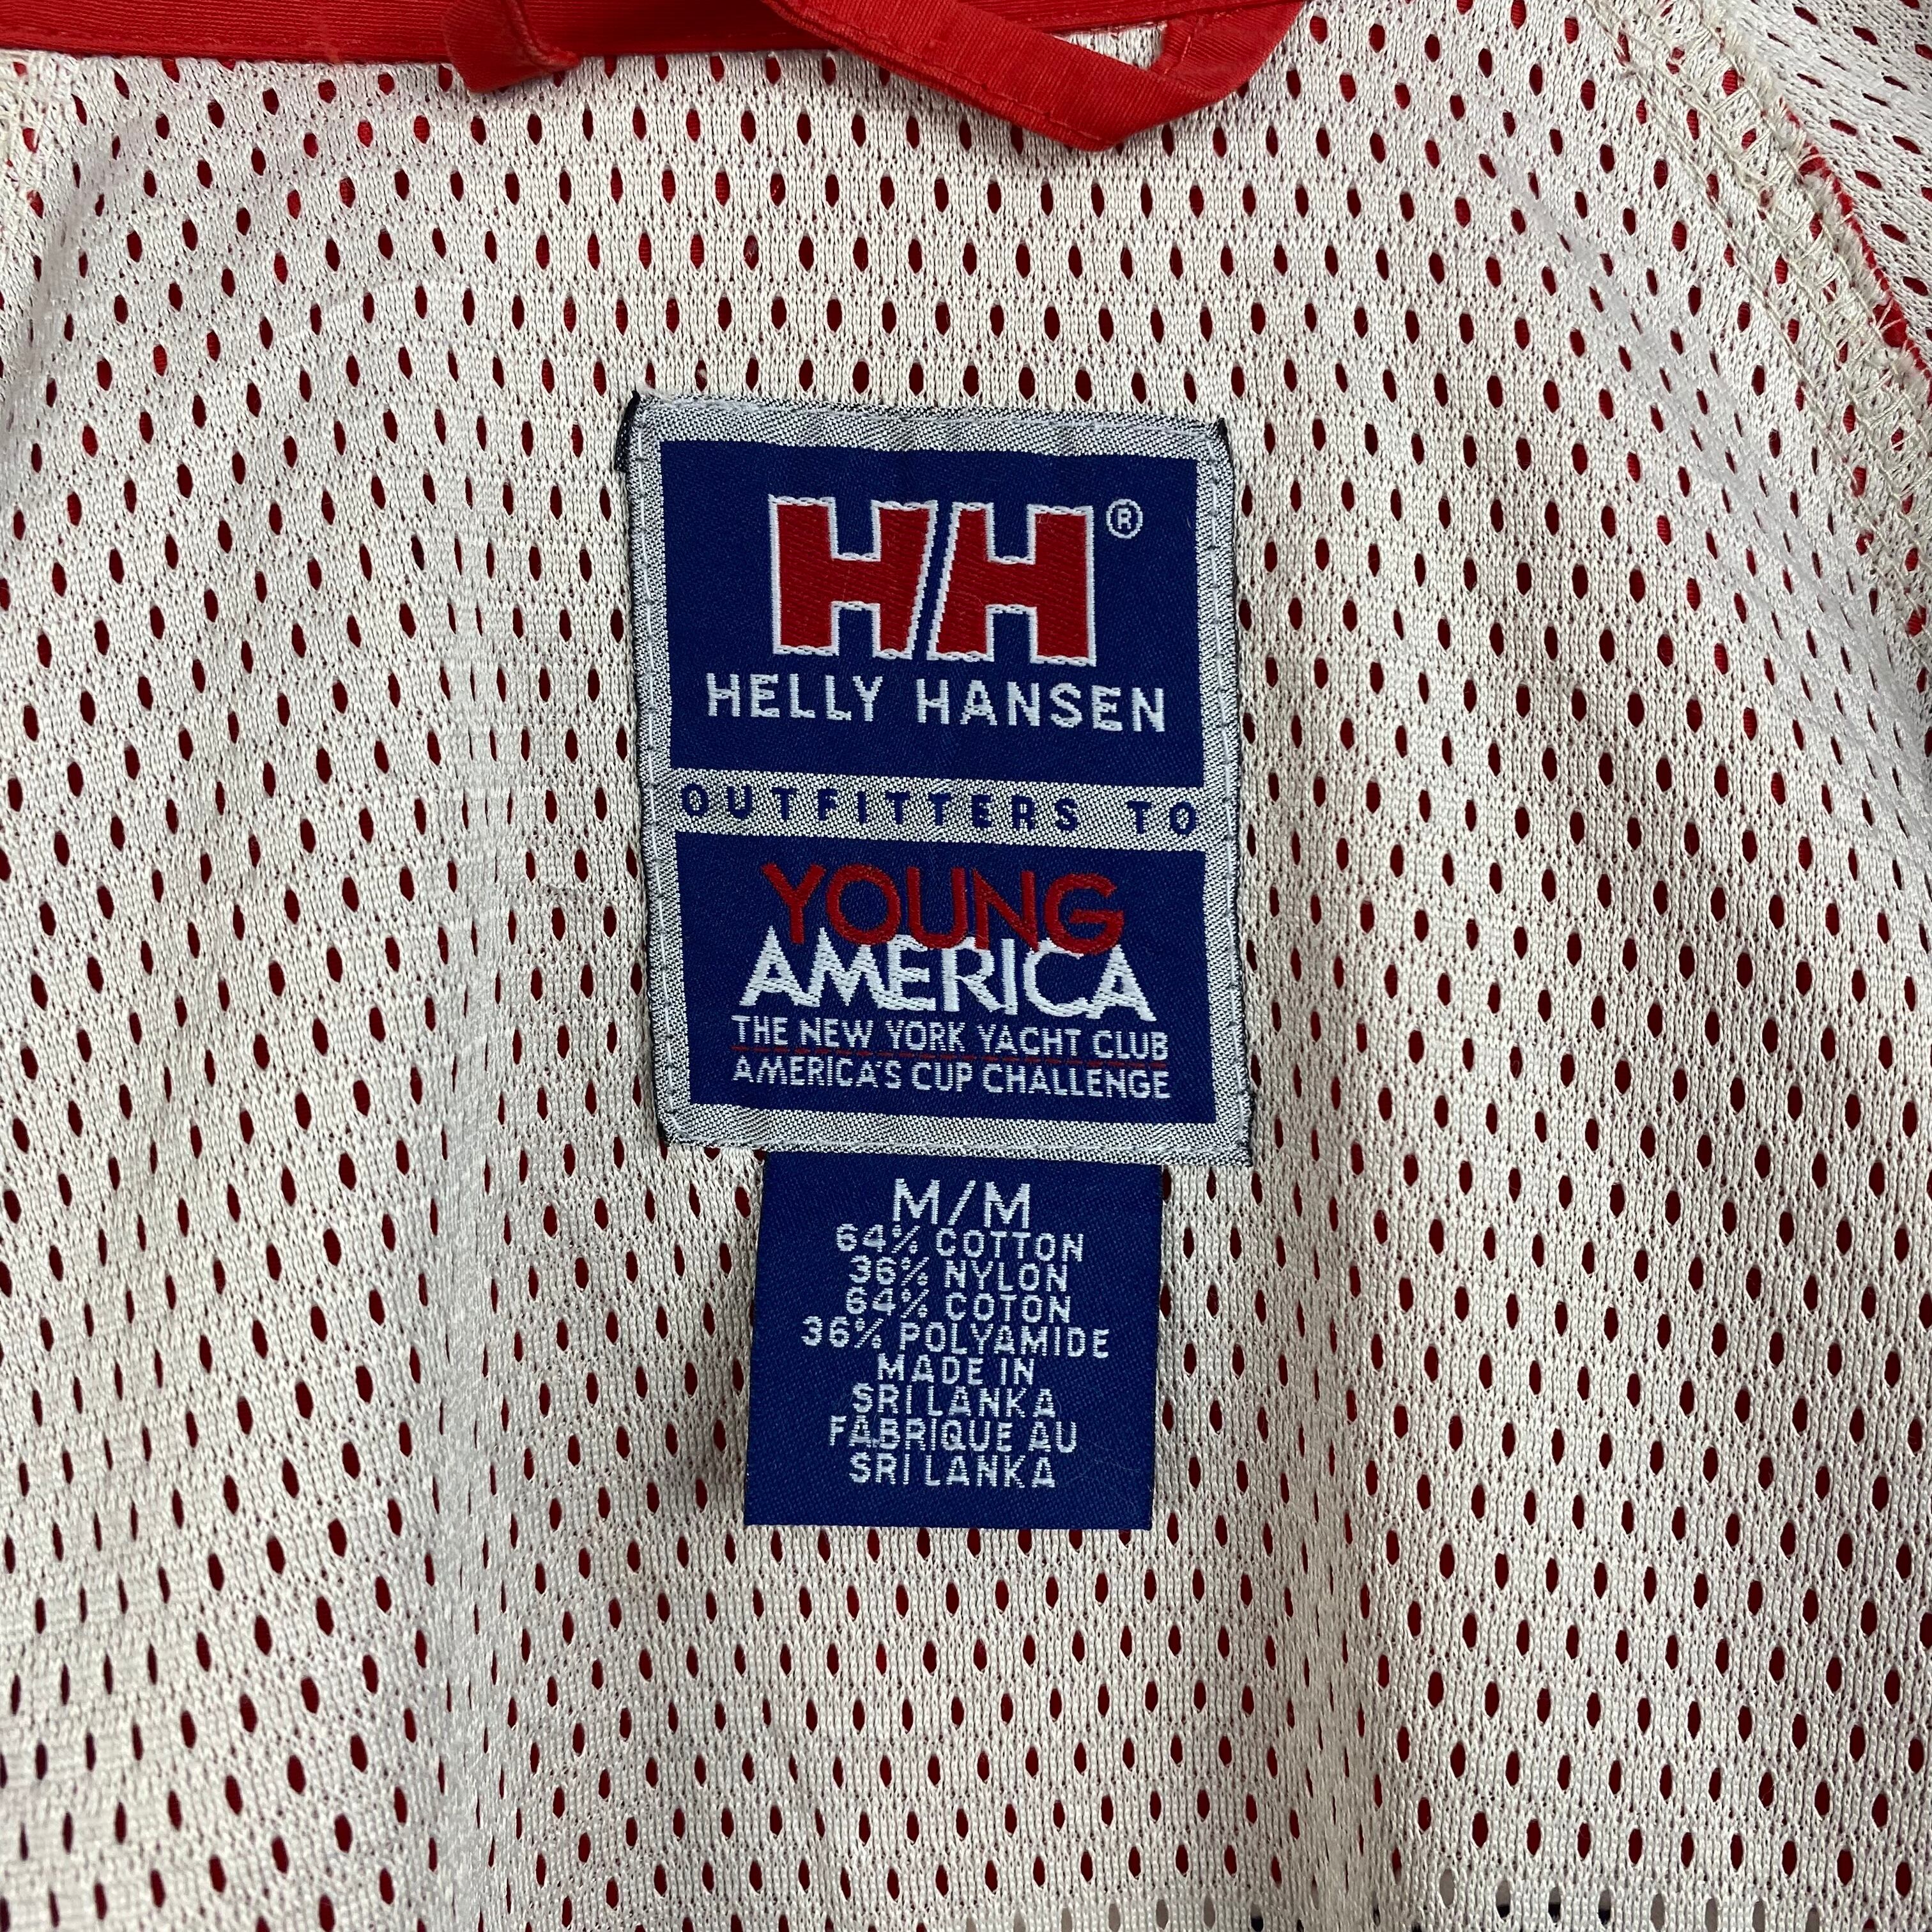 HH®
HELLY HANSEN
OUTFITTERS TO
YOUNG
AMERICA
THE NEW YORK YACHT CLUB
AMERICA'S CUP CHALLENGE
M/M
64% COTTON
36% NYLON
64% COTON
36% POLYAMIDE
MADE IN
SRI LANKA
FABRIQUE AU
SRI LANKA